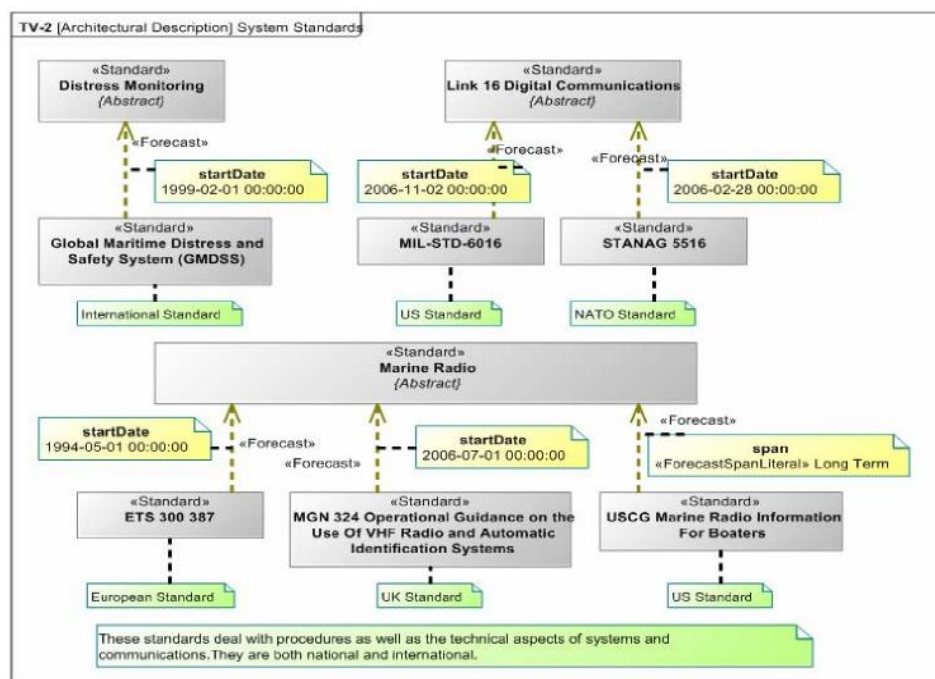 TV-2 [Architectural Description] System Standards
«Standard»
Distress Monitoring
{Abstract}
«Standard»
Link 16 Digital Communications
{Abstract}
«Forecast»
«Forecast»
«Forecast»
startDate
1999-02-01 00:00:00
startDate
2006-11-02 00:00:00
startDate
2006-02-28 00:00:00
«Standard»
Global Maritime Distress and
Safety System (GMDSS)
«Standard»
MIL-STD-6016
«Standard»
STANAG 5516
International Standard
US Standard
NATO Standard
«Standard»
Marine Radio
{Abstract}
startDate
1994-05-01 00:00:00
«Forecast»
«Forecast»
startDate
2006-07-01 00:00:00
«Forecast»
span
«ForecastSpanLiteral» Long Term
«Standard»
ETS 300 387
«Standard»
MGN 324 Operational Guidance on the
Use Of VHF Radio and Automatic
Identification Systems
«Standard»
USCG Marine Radio Information
For Boaters
European Standard
UK Standard
US Standard
These standards deal with procedures as well as the technical aspects of systems and
communications.They are both national and international.